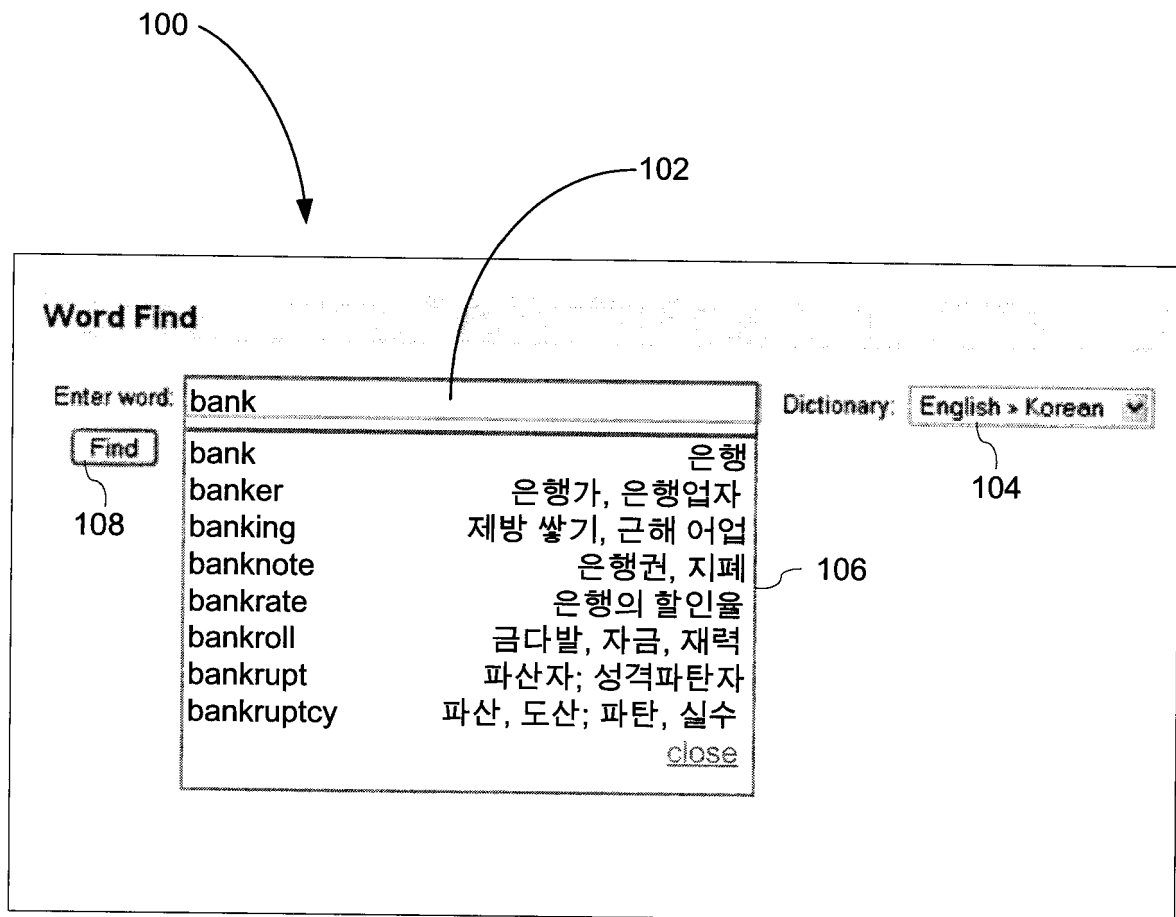 100
102
Word Find
Enter word: bank Dictionary: English » Korean
Find
108
104
bank 은행
banker 은행가, 은행업자
banking 제방 쌓기, 근해 어업
banknote 은행권, 지폐
106
bankrate 은행의 할인율
bankroll 금다발, 자금, 재력
bankrupt 파산자; 성격파탄자
bankruptcy 파산, 도산; 파탄, 실수
close